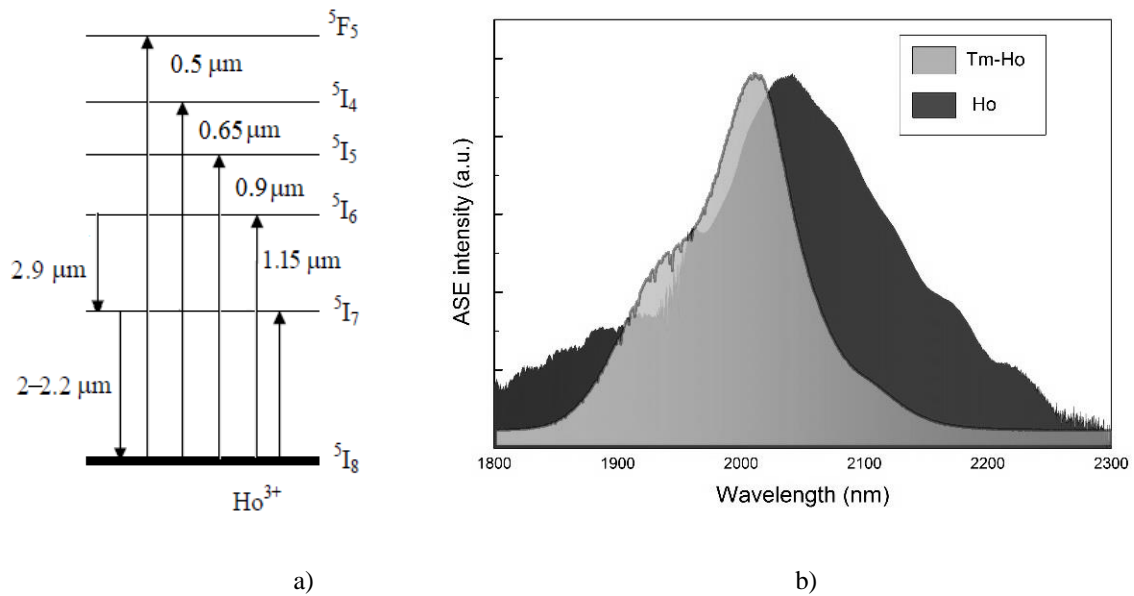 ⁵F₅
0.5 μm
⁵I₄
0.65 μm
⁵I₅
0.9 μm
⁵I₆
1.15 μm
2.9 μm
⁵I₇
2–2.2 μm
⁵I₈
Ho³⁺
a)
ASE intensity (a.u.)
Tm-Ho
Ho
1800 1900 2000 2100 2200 2300
Wavelength (nm)
b)